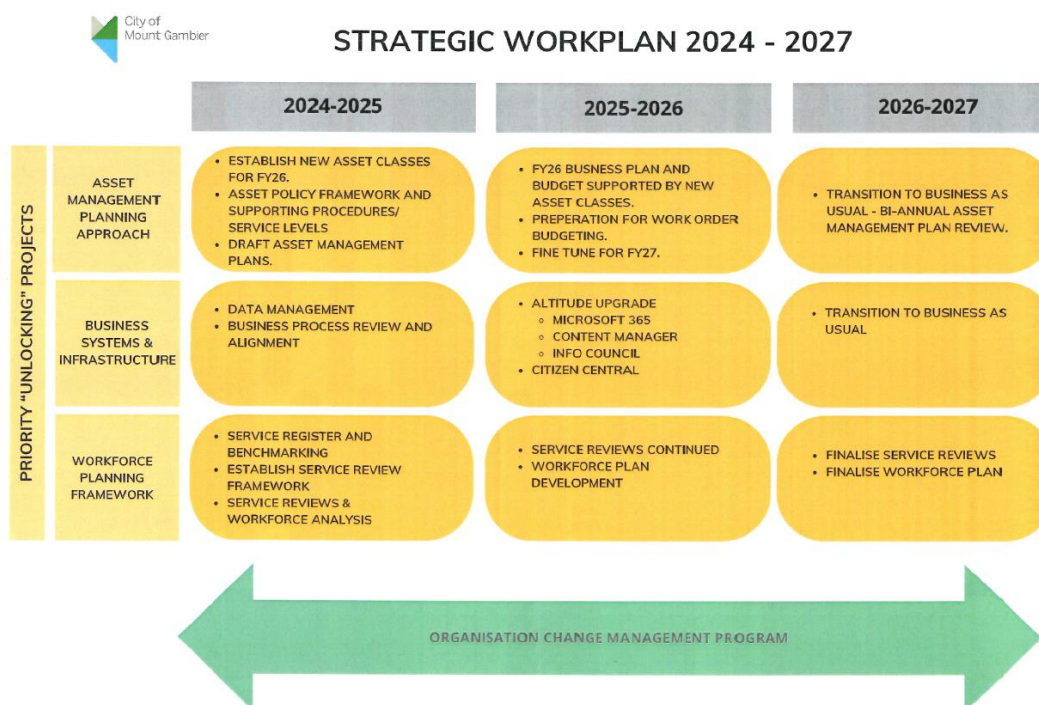 City of
Mount Gambier
STRATEGIC WORKPLAN 2024 - 2027
2024-2025
2025-2026
2026-2027
PRIORITY "UNLOCKING" PROJECTS
ASSET
MANAGEMENT
PLANNING
APPROACH
• ESTABLISH NEW ASSET CLASSES
FOR FY26.
• ASSET POLICY FRAMEWORK AND
SUPPORTING PROCEDURES/
SERVICE LEVELS
• DRAFT ASSET MANAGEMENT
PLANS.
• FY26 BUSINESS PLAN AND
BUDGET SUPPORTED BY NEW
ASSET CLASSES.
• PREPERATION FOR WORK ORDER
BUDGETING.
• FINE TUNE FOR FY27.
• TRANSITION TO BUSINESS AS
USUAL - BI-ANNUAL ASSET
MANAGEMENT PLAN REVIEW.
BUSINESS
SYSTEMS &
INFRASTRUCTURE
• DATA MANAGEMENT
• BUSINESS PROCESS REVIEW AND
ALIGNMENT
• ALTITUDE UPGRADE
○ MICROSOFT 365
○ CONTENT MANAGER
○ INFO COUNCIL
• CITIZEN CENTRAL
• TRANSITION TO BUSINESS AS
USUAL
WORKFORCE
PLANNING
FRAMEWORK
• SERVICE REGISTER AND
BENCHMARKING
• ESTABLISH SERVICE REVIEW
FRAMEWORK
• SERVICE REVIEWS &
WORKFORCE ANALYSIS
• SERVICE REVIEWS CONTINUED
• WORKFORCE PLAN
DEVELOPMENT
• FINALISE SERVICE REVIEWS
• FINALISE WORKFORCE PLAN
ORGANISATION CHANGE MANAGEMENT PROGRAM